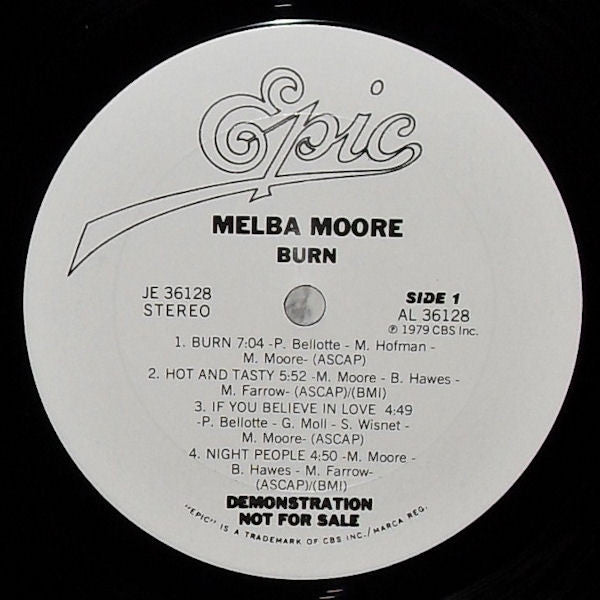 Epic
MELBA MOORE
BURN
JE 36128
STEREO
SIDE 1
AL 36128
℗ 1979 CBS Inc.
1. BURN 7:04 -P. Bellotte - M. Hofman -
M. Moore- (ASCAP)
2. HOT AND TASTY 5:52 -M. Moore - B. Hawes -
M. Farrow- (ASCAP)/(BMI)
3. IF YOU BELIEVE IN LOVE 4:49
-P. Bellotte - G. Moll - S. Wisnet -
M. Moore- (ASCAP)
4. NIGHT PEOPLE 4:50 -M. Moore -
B. Hawes - M. Farrow-
(ASCAP)/(BMI)
DEMONSTRATION
NOT FOR SALE
"EPIC" IS A TRADEMARK OF CBS INC./MARCA REG.